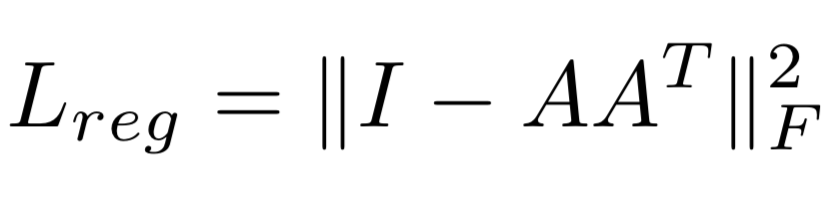 L_{reg} = \|I - AA^T\|_F^2